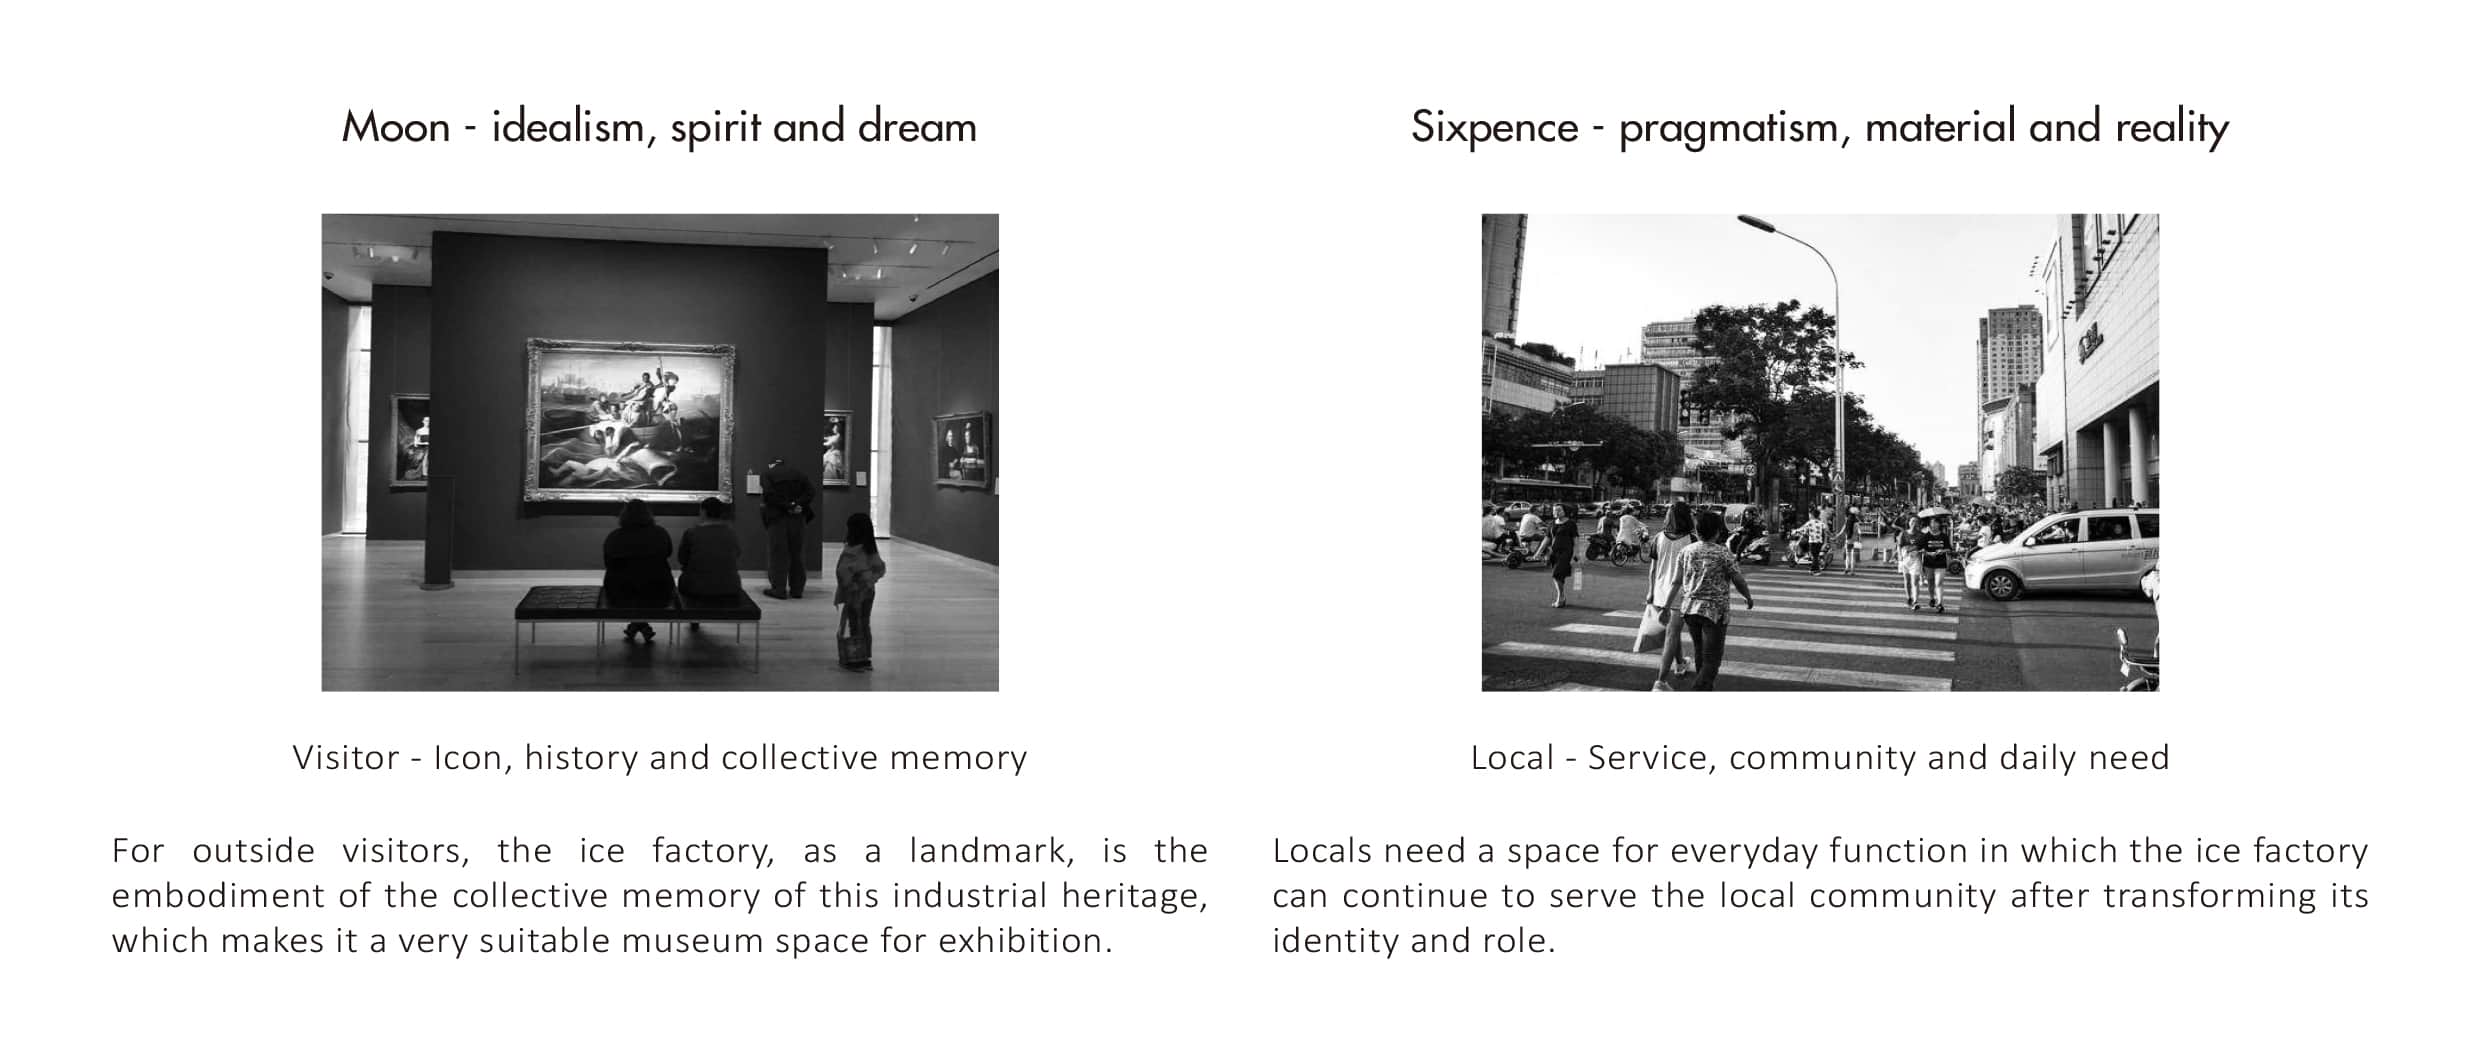 Moon - idealism, spirit and dream
Sixpence - pragmatism, material and reality
Visitor - Icon, history and collective memory
Local - Service, community and daily need
For outside visitors, the ice factory, as a landmark, is the
embodiment of the collective memory of this industrial heritage,
which makes it a very suitable museum space for exhibition.
Locals need a space for everyday function in which the ice factory
can continue to serve the local community after transforming its
identity and role.